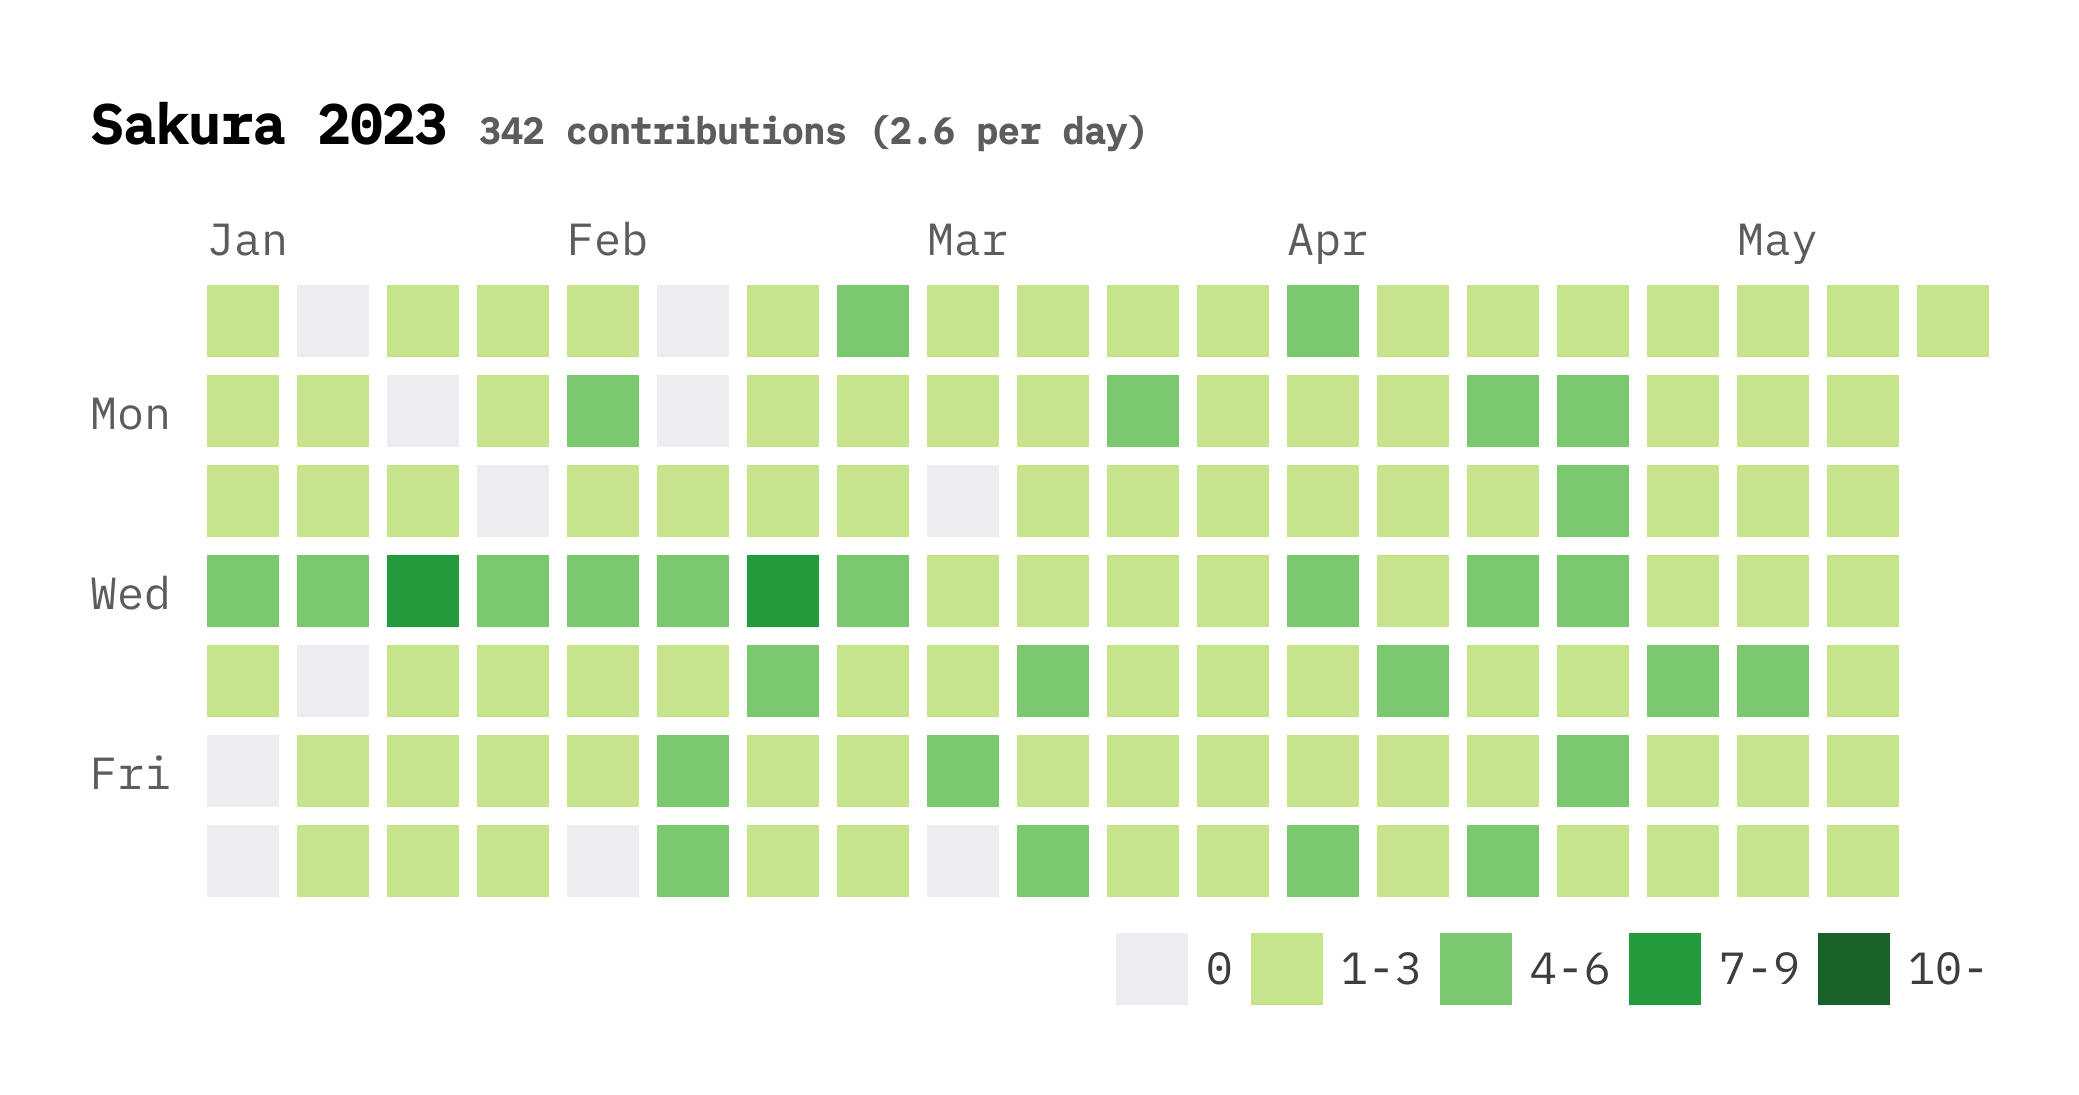 Sakura 2023 342 contributions (2.6 per day)
Jan Feb Mar Apr May
Mon
Wed
Fri
0 1-3 4-6 7-9 10-